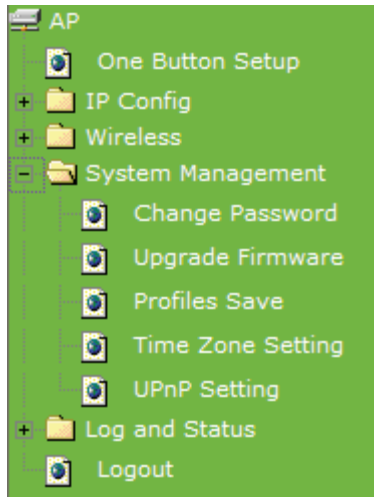 AP
One Button Setup
IP Config
Wireless
System Management
Change Password
Upgrade Firmware
Profiles Save
Time Zone Setting
UPnP Setting
Log and Status
Logout